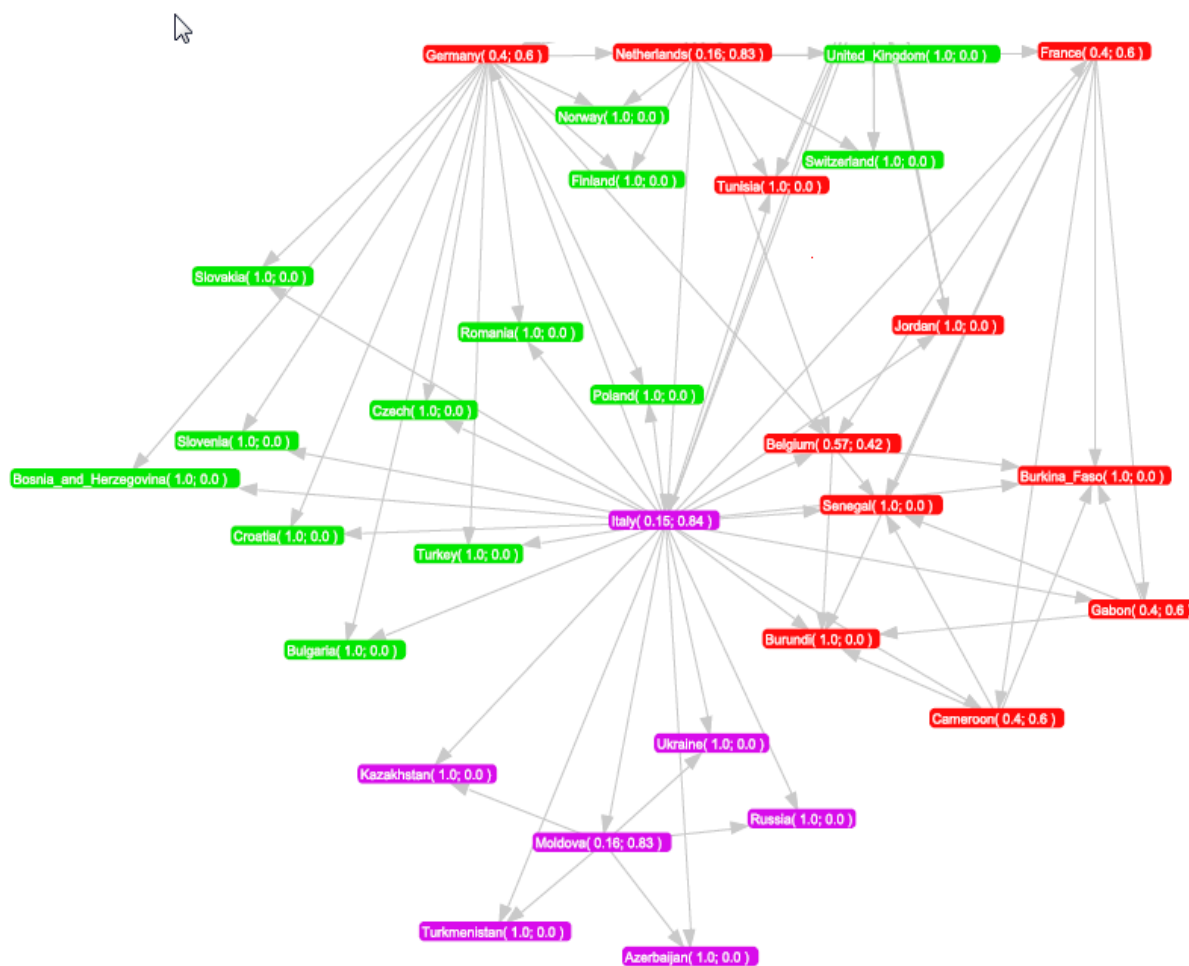 Germany( 0.4; 0.6 )
Netherlands( 0.16; 0.83 )
United_Kingdom( 1.0; 0.0 )
France( 0.4; 0.6 )
Norway( 1.0; 0.0 )
Switzerland( 1.0; 0.0 )
Finland( 1.0; 0.0 )
Tunisia( 1.0; 0.0 )
Slovakia( 1.0; 0.0 )
Romania( 1.0; 0.0 )
Jordan( 1.0; 0.0 )
Poland( 1.0; 0.0 )
Czech( 1.0; 0.0 )
Slovenia( 1.0; 0.0 )
Belgium( 0.57; 0.42 )
Bosnia_and_Herzegovina( 1.0; 0.0 )
Burkina_Faso( 1.0; 0.0 )
Senegal( 1.0; 0.0 )
Italy( 0.15; 0.84 )
Croatia( 1.0; 0.0 )
Turkey( 1.0; 0.0 )
Gabon( 0.4; 0.6
Burundi( 1.0; 0.0 )
Bulgaria( 1.0; 0.0 )
Cameroon( 0.4; 0.6 )
Ukraine( 1.0; 0.0 )
Kazakhstan( 1.0; 0.0 )
Russia( 1.0; 0.0 )
Moldova( 0.16; 0.83 )
Turkmenistan( 1.0; 0.0 )
Azerbaijan( 1.0; 0.0 )